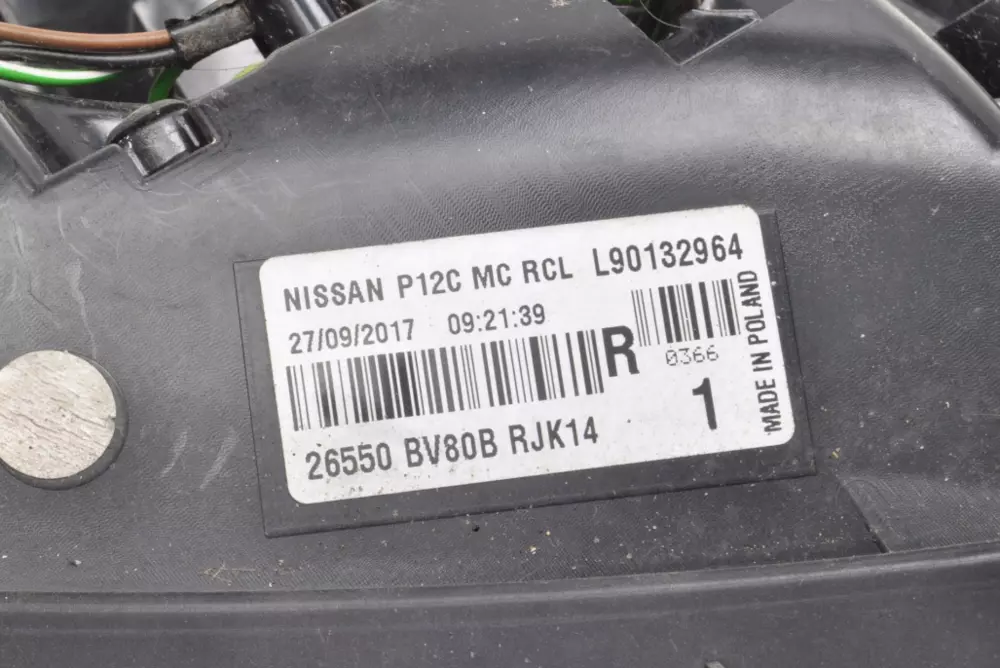 NISSAN P12C MC RCL L90132964
27/09/2017 09:21:39
R
0366
1
26550 BV80B RJK14
MADE IN POLAND